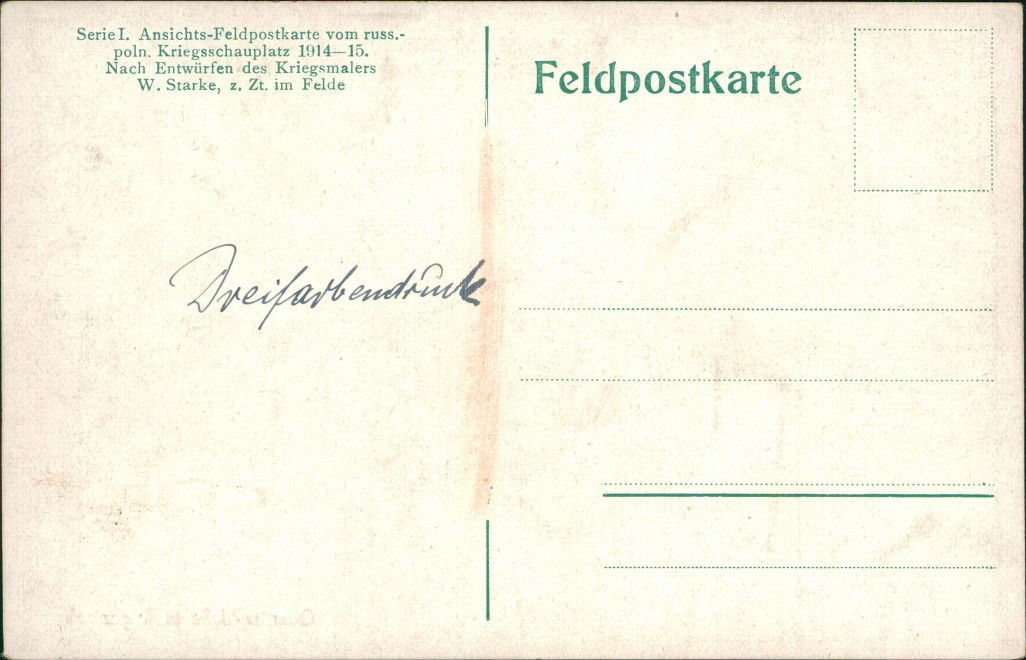 Serie I. Ansichts-Feldpostkarte vom russ.-
poln. Kriegsschauplatz 1914—15.
Nach Entwürfen des Kriegsmalers
W. Starke, z. Zt. im Felde
Feldpostkarte
Dreifarbendruck